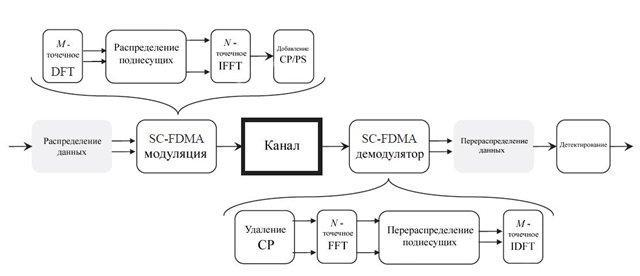 M-
точечное
DFT
Распределение
поднесущих
N-
точечное
IFFT
Добавление
CP/PS
Распределение
данных
SC-FDMA
модуляция
Канал
SC-FDMA
демодулятор
Перераспределение
данных
Детектирование
Удаление
CP
N-
точечное
FFT
Перераспределение
поднесущих
M-
точечное
IDFT